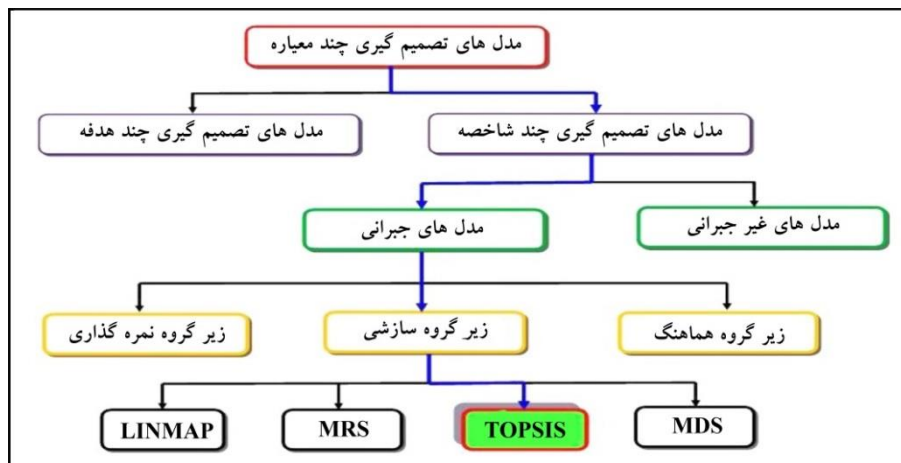 مدل های تصمیم گیری چند معیاره
مدل های تصمیم گیری چند شاخصه
مدل های تصمیم گیری چند هدفه
مدل های غیر جبرانی
مدل های جبرانی
زیر گروه هماهنگ
زیر گروه سازشی
زیر گروه نمره گذاری
LINMAP
MRS
TOPSIS
MDS